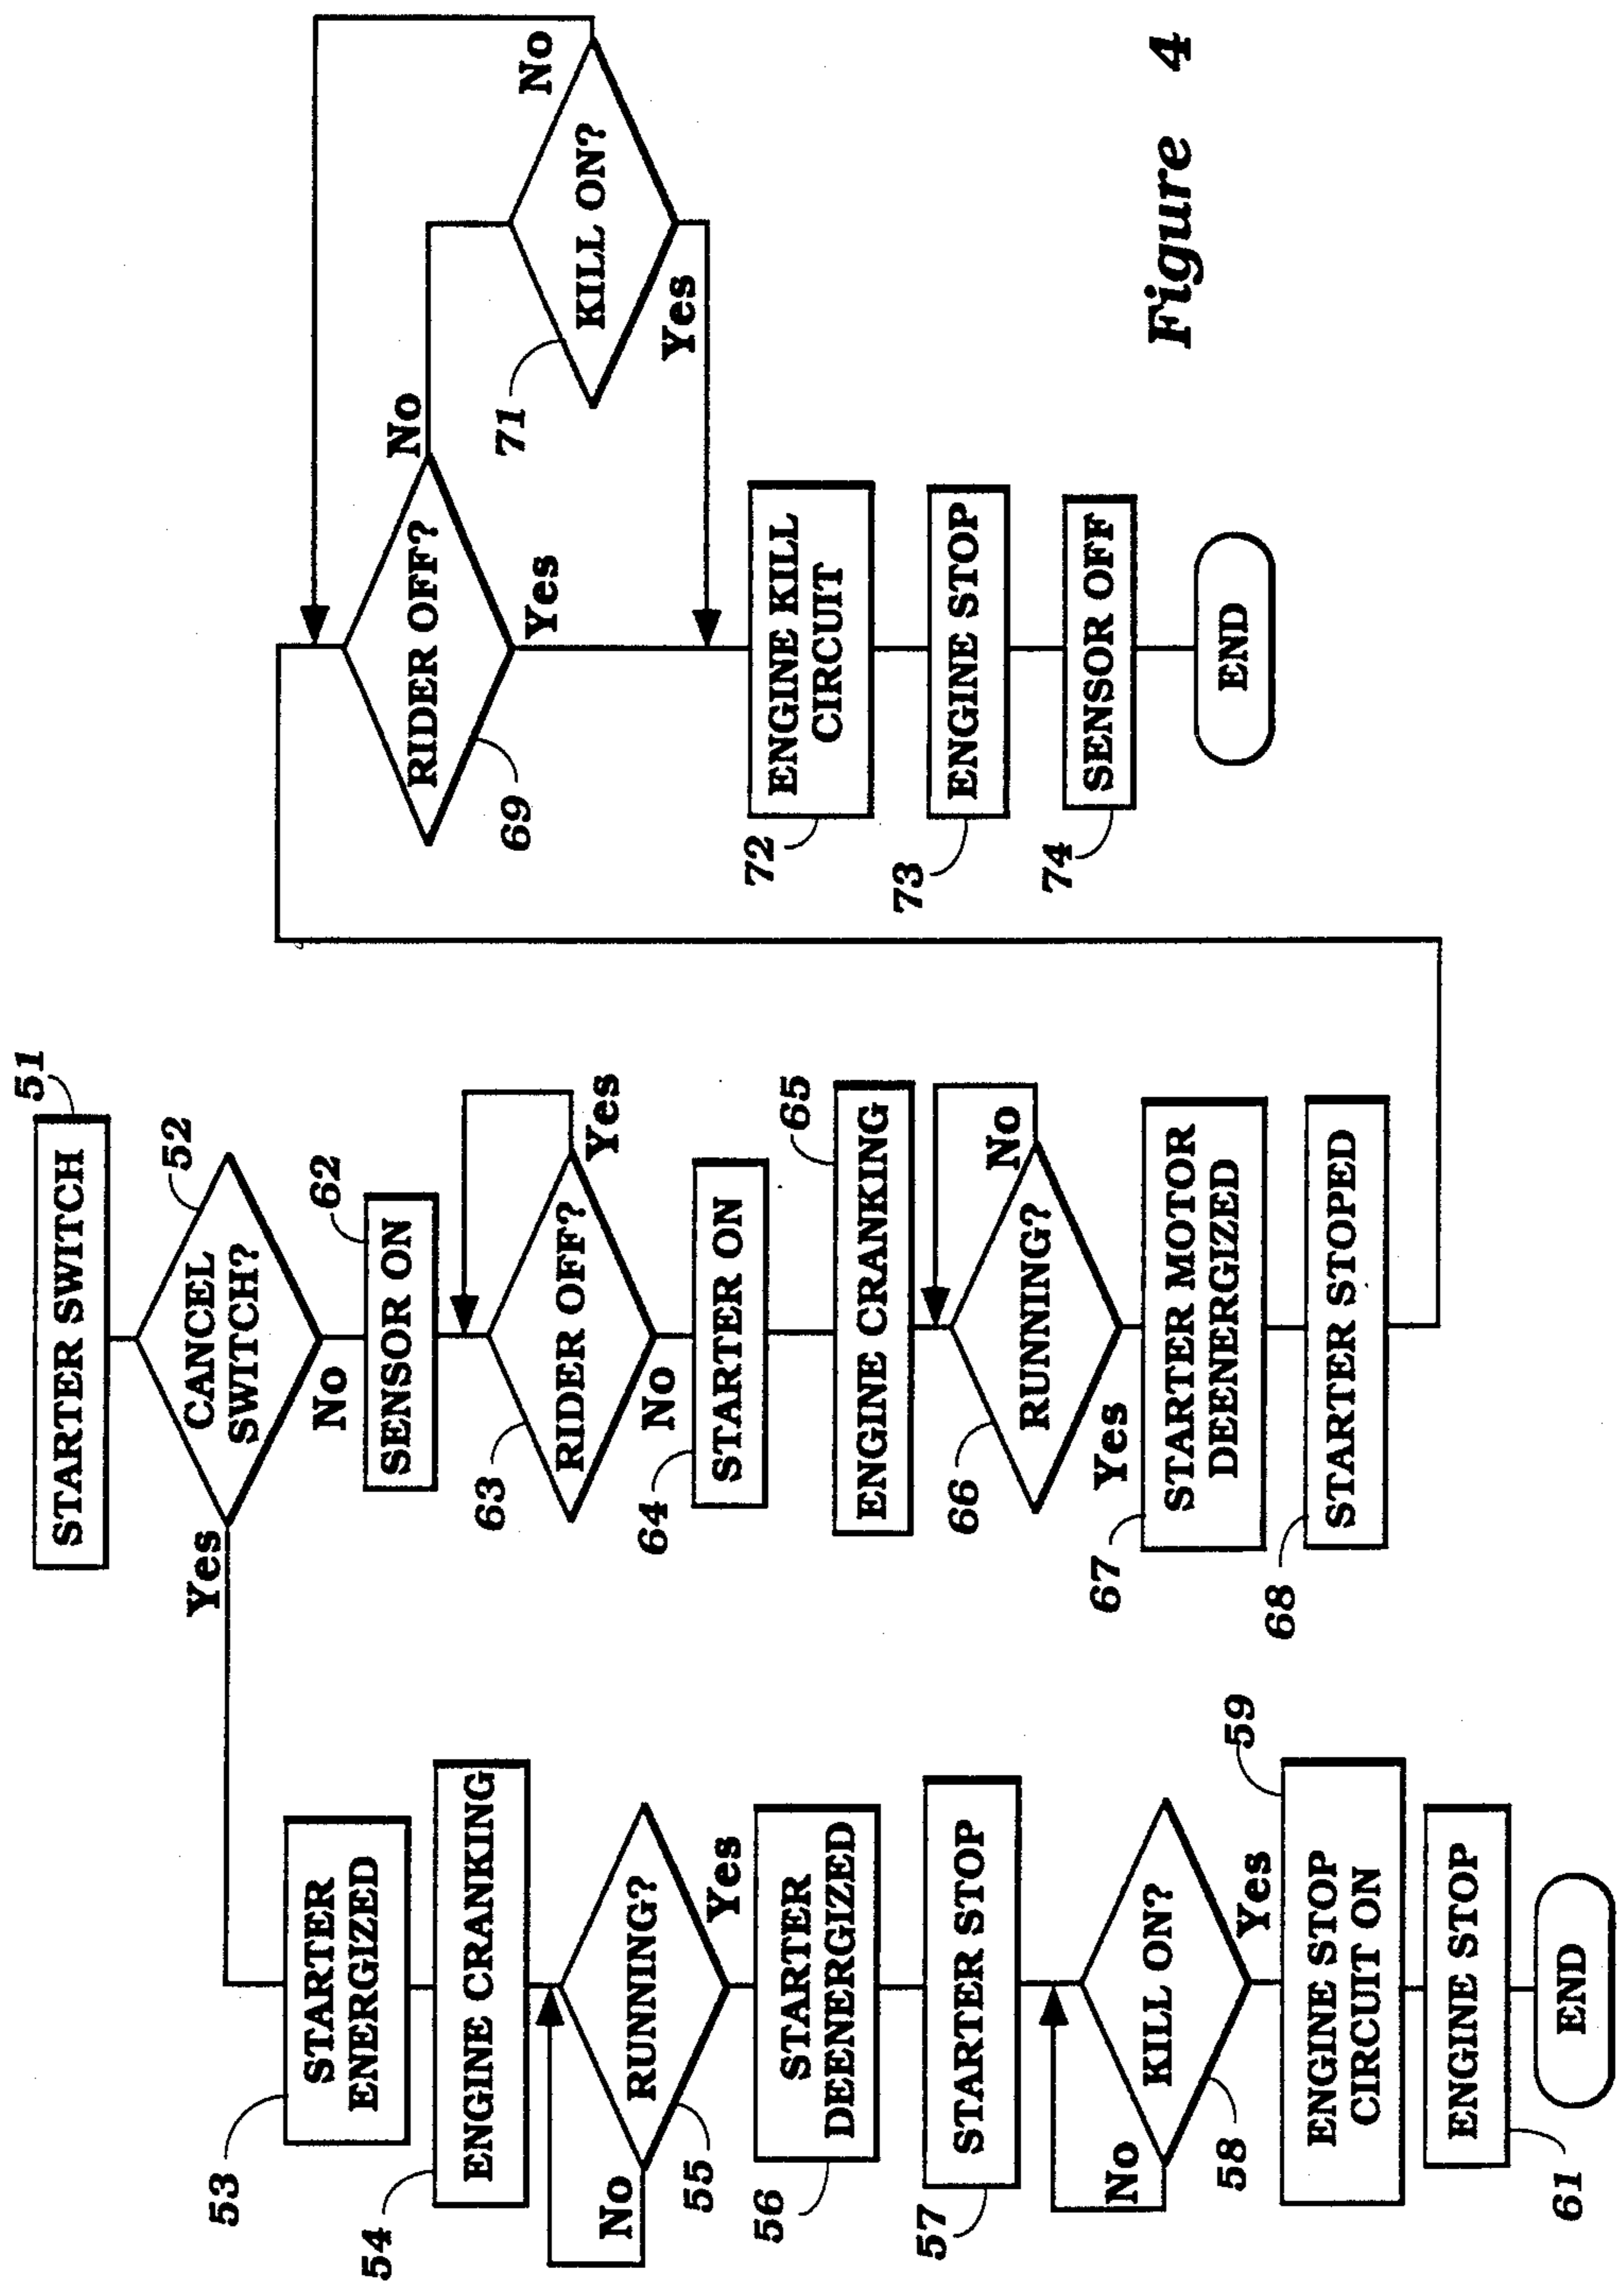 51
STARTER SWITCH
52
CANCEL
SWITCH?
Yes
No
53
STARTER
ENERGIZED
54
ENGINE CRANKING
RUNNING?
No
55
Yes
56
STARTER
DEENERGIZED
57
STARTER STOP
KILL ON?
No
58
Yes
59
ENGINE STOP
CIRCUIT ON
ENGINE STOP
61
END
62
SENSOR ON
63
RIDER OFF?
Yes
No
64
STARTER ON
65
ENGINE CRANKING
66
RUNNING?
No
Yes
67
STARTER MOTOR
DEENERGIZED
68
STARTER STOPED
RIDER OFF?
69
No
Yes
71
KILL ON?
No
Yes
72
ENGINE KILL
CIRCUIT
73
ENGINE STOP
74
SENSOR OFF
END
Figure 4